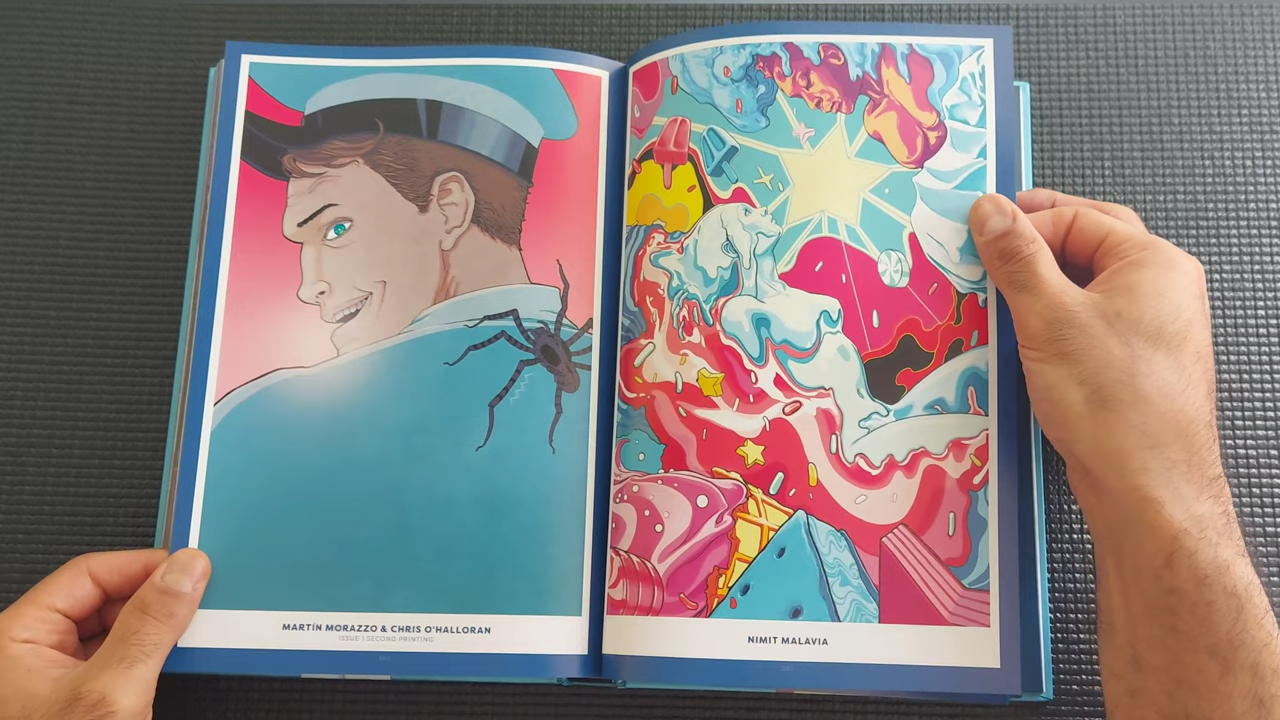 MARTÍN MORAZZO & CHRIS O'HALLORAN
ISSUE 1 SECOND PRINTING
NIMIT MALAVIA